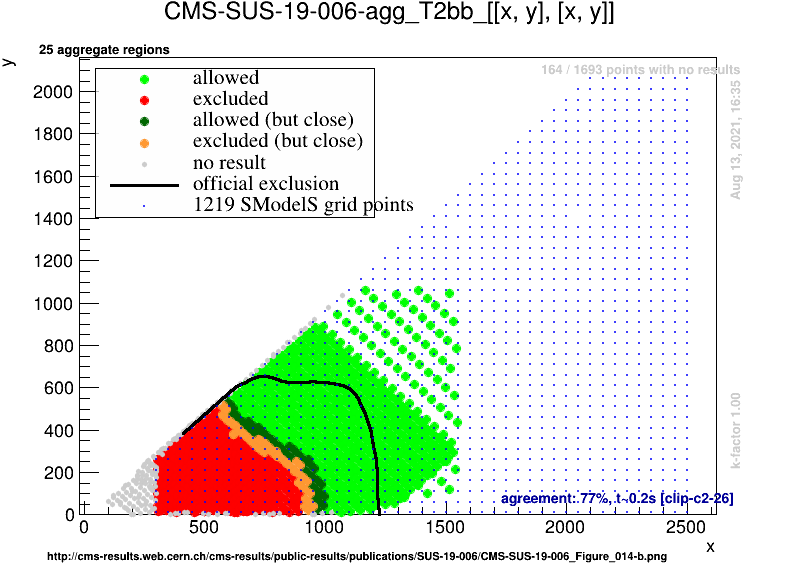 CMS-SUS-19-006-agg_T2bb_[[x, y], [x, y]]
25 aggregate regions
y
164 / 1693 points with no results
allowed
excluded
allowed (but close)
excluded (but close)
no result
official exclusion
1219 SModelS grid points
Aug 13, 2021, 16:35
k-factor 1.00
2000
1800
1600
1400
1200
1000
800
600
400
200
0
agreement: 77%, t~0.2s [clip-c2-26]
0 500 1000 1500 2000 2500
x
http://cms-results.web.cern.ch/cms-results/public-results/publications/SUS-19-006/CMS-SUS-19-006_Figure_014-b.png